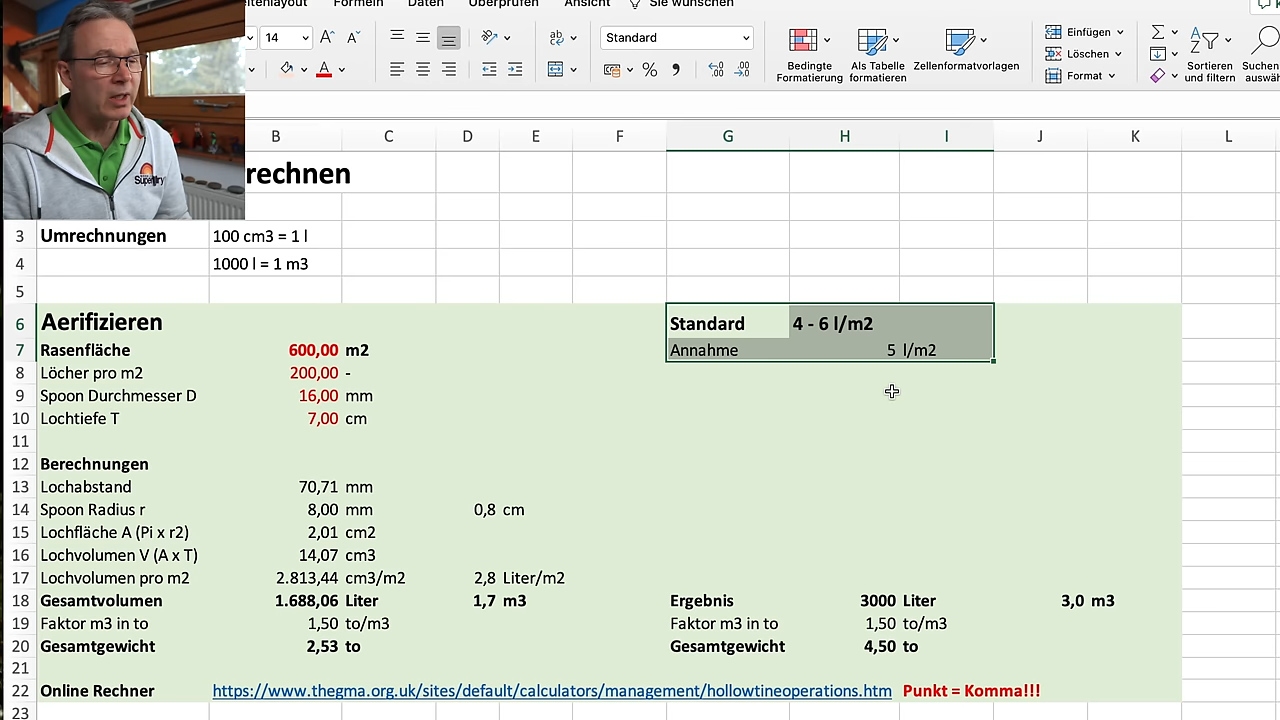 Formeln Daten Überprüfen Ansicht Sie wünschen
14 Standard Bedingte Formatierung Als Tabelle formatieren Zellenformatvorlagen Einfügen Löschen Format Sortieren und filtern
B C D E F G H I J K L
rechnen
3 Umrechnungen 100 cm3 = 1 l
4 1000 l = 1 m3
5
6 Aerifizieren Standard 4 - 6 l/m2
7 Rasenfläche 600,00 m2 Annahme 5 l/m2
8 Löcher pro m2 200,00 -
9 Spoon Durchmesser D 16,00 mm
10 Lochtiefe T 7,00 cm
11
12 Berechnungen
13 Lochabstand 70,71 mm
14 Spoon Radius r 8,00 mm 0,8 cm
15 Lochfläche A (Pi x r2) 2,01 cm2
16 Lochvolumen V (A x T) 14,07 cm3
17 Lochvolumen pro m2 2.813,44 cm3/m2 2,8 Liter/m2
18 Gesamtvolumen 1.688,06 Liter 1,7 m3 Ergebnis 3000 Liter 3,0 m3
19 Faktor m3 in to 1,50 to/m3 Faktor m3 in to 1,50 to/m3
20 Gesamtgewicht 2,53 to Gesamtgewicht 4,50 to
21
22 Online Rechner https://www.thegma.org.uk/sites/default/calculators/management/hollowtineoperations.htm Punkt = Komma!!!
23